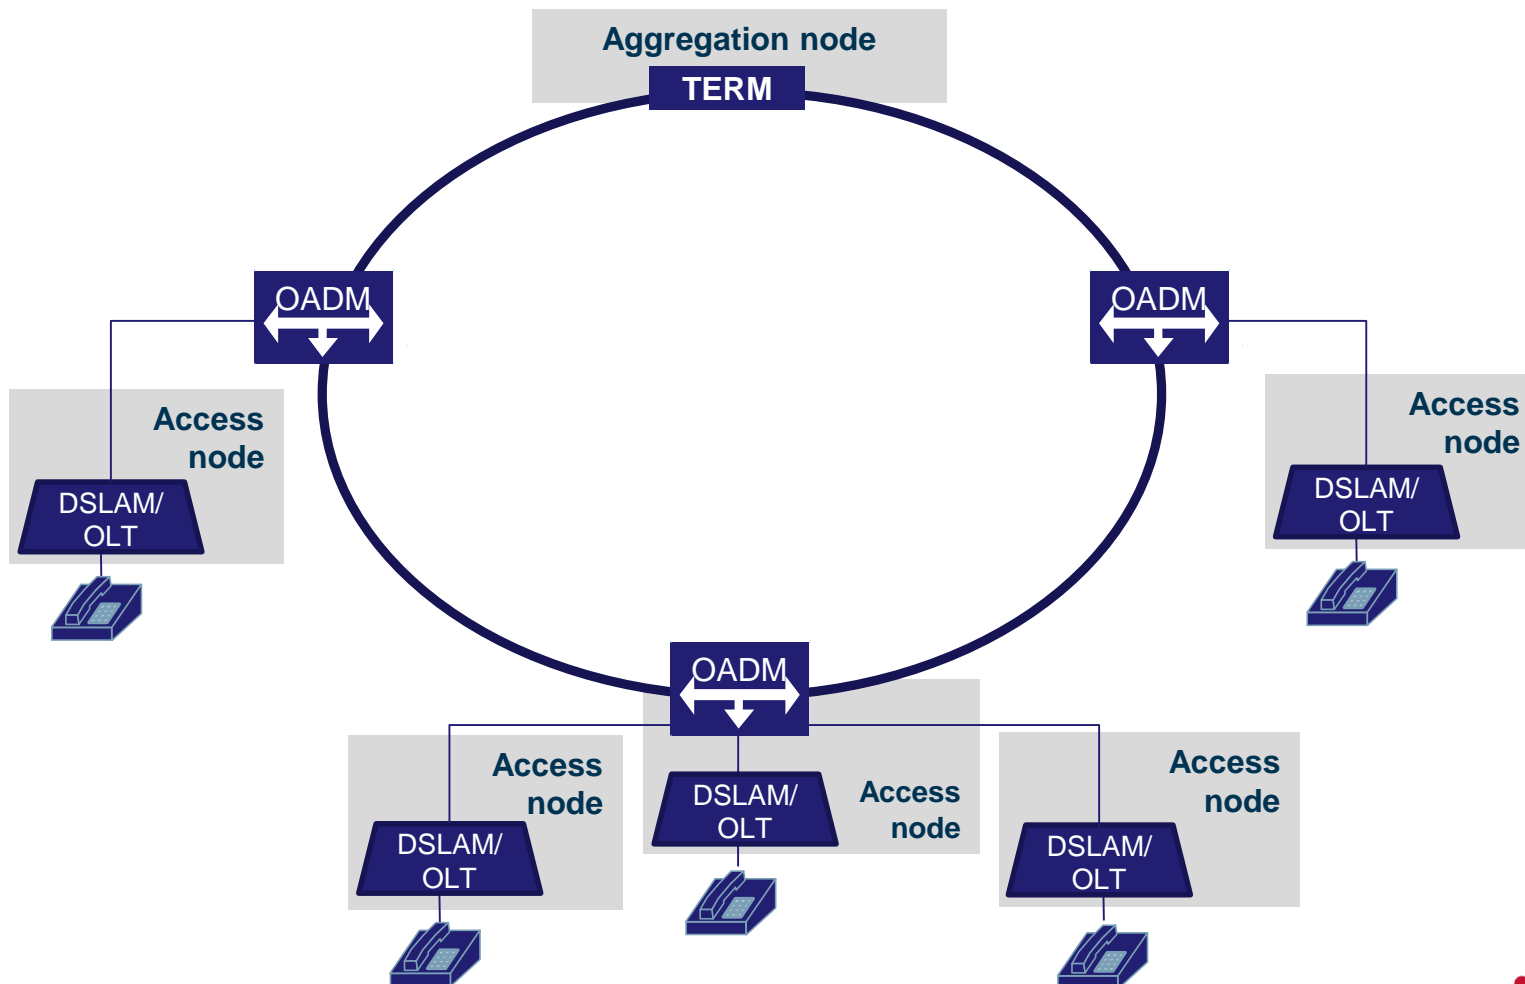 Aggregation node
TERM
OADM
OADM
Access
node
DSLAM/
OLT
Access
node
DSLAM/
OLT
OADM
Access
node
DSLAM/
OLT
DSLAM/
OLT
Access
node
Access
node
DSLAM/
OLT